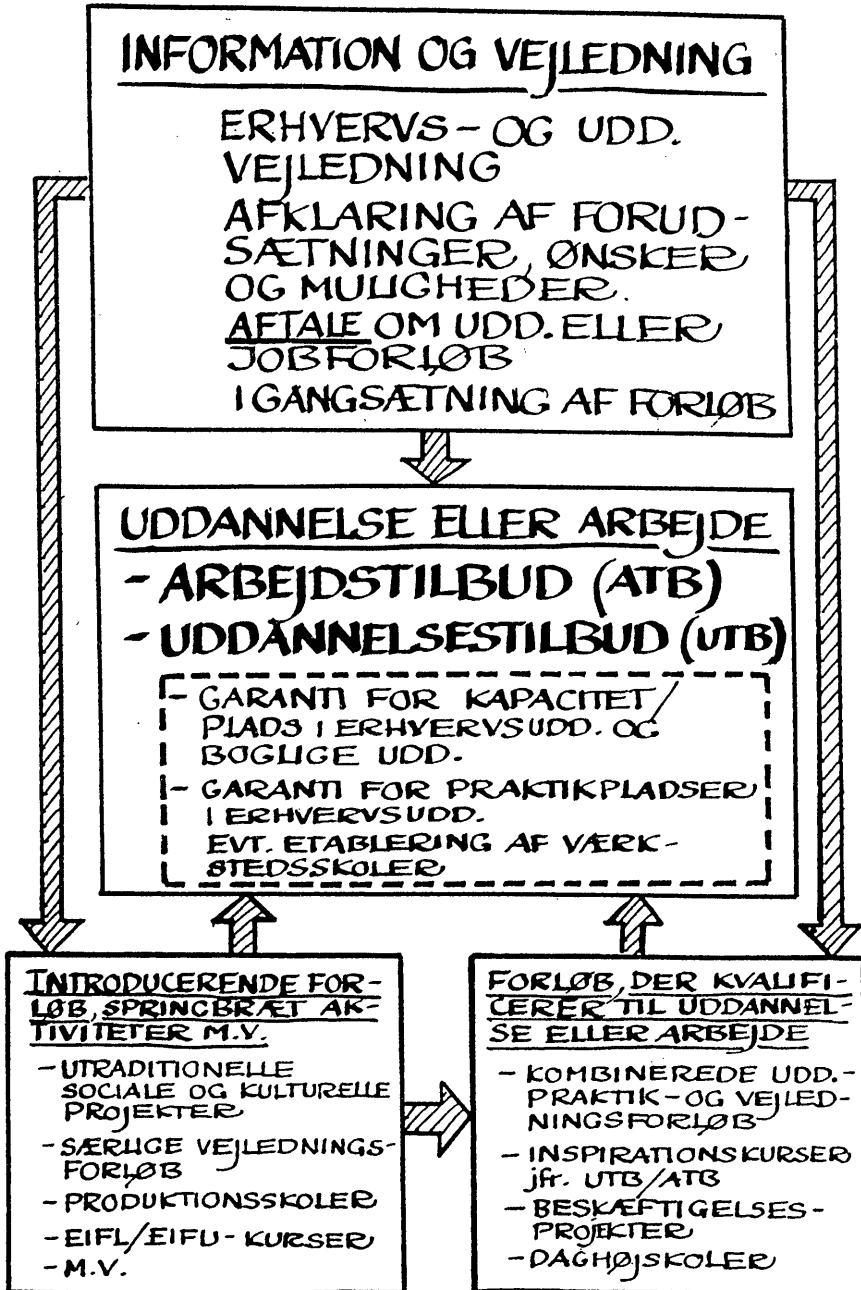 INFORMATION OG VEJLEDNING
ERHVERVS- OG UDD.
VEJLEDNING
AFKLARING AF FORUD-
SÆTNINGER, ØNSKER
OG MULIGHEDER.
AFTALE OM UDD. ELLER
JOBFORLØB
IGANGSÆTNING AF FORLØB
UDDANNELSE ELLER ARBEJDE
- ARBEJDSTILBUD (ATB)
- UDDANNELSESTILBUD (UTB)
- GARANTI FOR KAPACITET/
PLADS I ERHVERVSUDD. OG
BOGLIGE UDD.
- GARANTI FOR PRAKTIKPLADSER
I ERHVERVSUDD.
EVT. ETABLERING AF VÆRK-
STEDSSKOLER
INTRODUCERENDE FOR-
LØB, SPRINGBRÆT AK-
TIVITETER M.V.
- UTRADITIONELLE
SOCIALE OG KULTURELLE
PROJEKTER
- SÆRLIGE VEJLEDNINGS-
FORLØB
- PRODUKTIONSSKOLER
- EIFL/EIFU- KURSER
- M.V.
FORLØB, DER KVALIFI-
CERER TIL UDDANNEL-
SE ELLER ARBEJDE
- KOMBINEREDE UDD.-
PRAKTIK- OG VEJLED-
NINGSFORLØB
- INSPIRATIONSKURSER
jfr. UTB/ATB
- BESKÆFTIGELSES-
PROJEKTER
- DAGHØJSKOLER